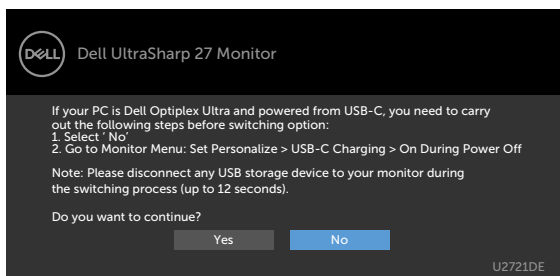 DELL
Dell UltraSharp 27 Monitor
If your PC is Dell Optiplex Ultra and powered from USB-C, you need to carry
out the following steps before switching option:
1. Select ‘ No’
2. Go to Monitor Menu: Set Personalize > USB-C Charging > On During Power Off
Note: Please disconnect any USB storage device to your monitor during
the switching process (up to 12 seconds).
Do you want to continue?
Yes No
U2721DE